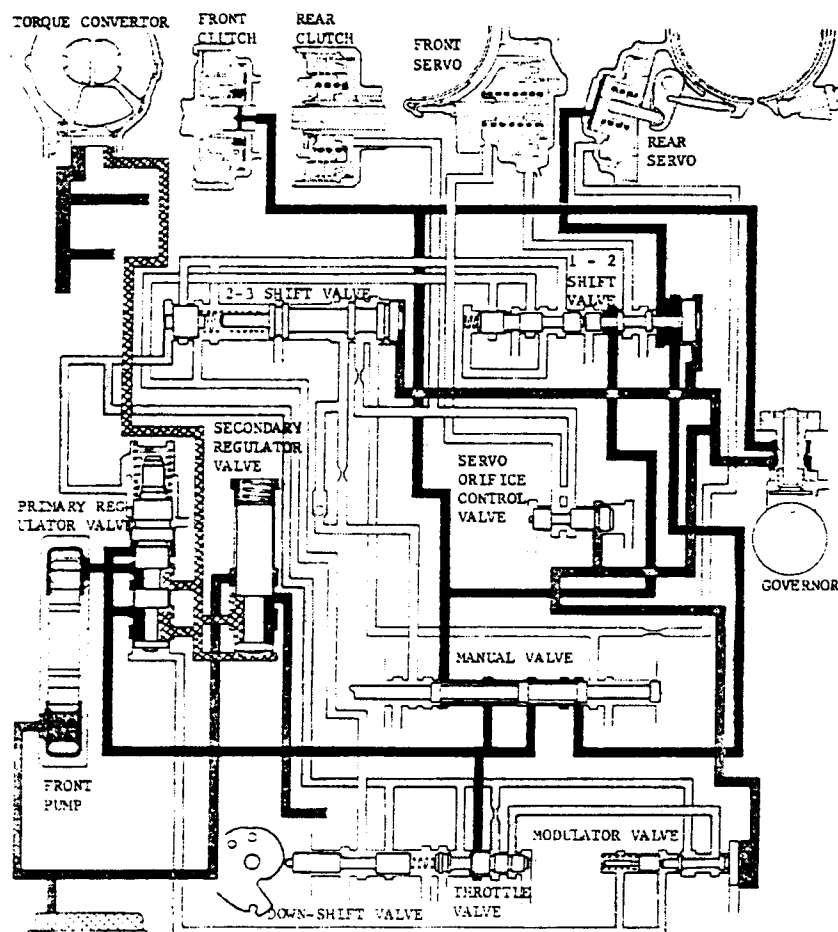 TORQUE CONVERTOR
FRONT
CLUTCH
REAR
CLUTCH
FRONT
SERVO
REAR
SERVO
1 - 2
SHIFT
VALVE
2-3 SHIFT VALVE
SECONDARY
REGULATOR
VALVE
SERVO
ORIFICE
CONTROL
VALVE
PRIMARY REG-
ULATOR VALVE
GOVERNOR
MANUAL VALVE
FRONT
PUMP
MODULATOR VALVE
THROTTLE
VALVE
DOWN-SHIFT VALVE